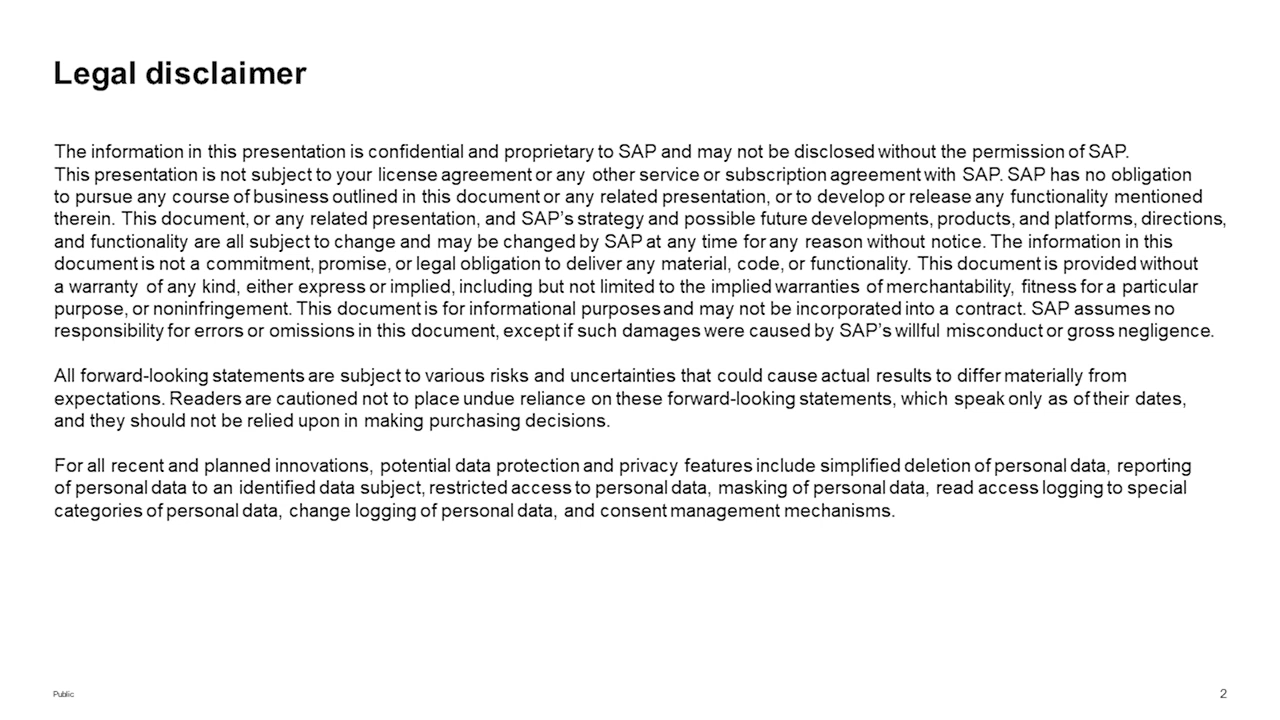 Legal disclaimer
The information in this presentation is confidential and proprietary to SAP and may not be disclosed without the permission of SAP.
This presentation is not subject to your license agreement or any other service or subscription agreement with SAP. SAP has no obligation
to pursue any course of business outlined in this document or any related presentation, or to develop or release any functionality mentioned
therein. This document, or any related presentation, and SAP’s strategy and possible future developments, products, and platforms, directions,
and functionality are all subject to change and may be changed by SAP at any time for any reason without notice. The information in this
document is not a commitment, promise, or legal obligation to deliver any material, code, or functionality. This document is provided without
a warranty of any kind, either express or implied, including but not limited to the implied warranties of merchantability, fitness for a particular
purpose, or noninfringement. This document is for informational purposes and may not be incorporated into a contract. SAP assumes no
responsibility for errors or omissions in this document, except if such damages were caused by SAP’s willful misconduct or gross negligence.
All forward-looking statements are subject to various risks and uncertainties that could cause actual results to differ materially from
expectations. Readers are cautioned not to place undue reliance on these forward-looking statements, which speak only as of their dates,
and they should not be relied upon in making purchasing decisions.
For all recent and planned innovations, potential data protection and privacy features include simplified deletion of personal data, reporting
of personal data to an identified data subject, restricted access to personal data, masking of personal data, read access logging to special
categories of personal data, change logging of personal data, and consent management mechanisms.
Public
2